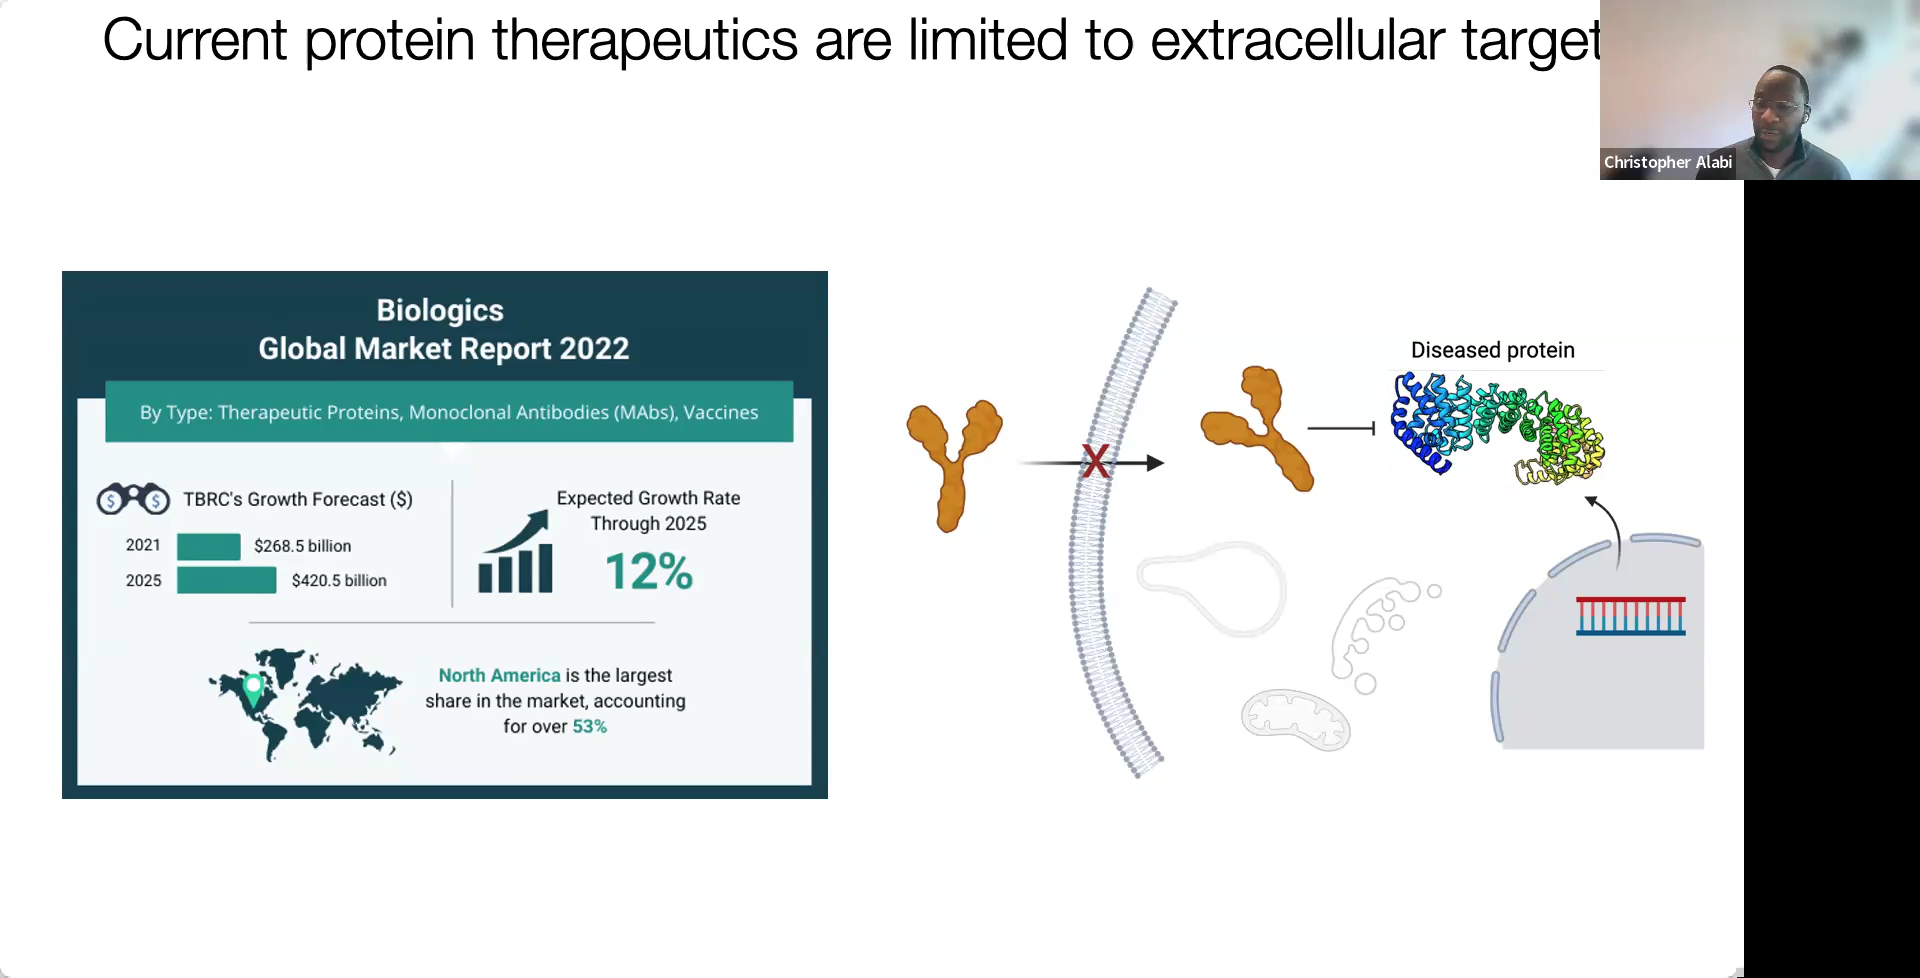 Current protein therapeutics are limited to extracellular target
Christopher Alabi
Biologics
Global Market Report 2022
By Type: Therapeutic Proteins, Monoclonal Antibodies (MAbs), Vaccines
TBRC's Growth Forecast ($)
2021 $268.5 billion
2025 $420.5 billion
Expected Growth Rate
Through 2025
12%
North America is the largest
share in the market, accounting
for over 53%
X
Diseased protein